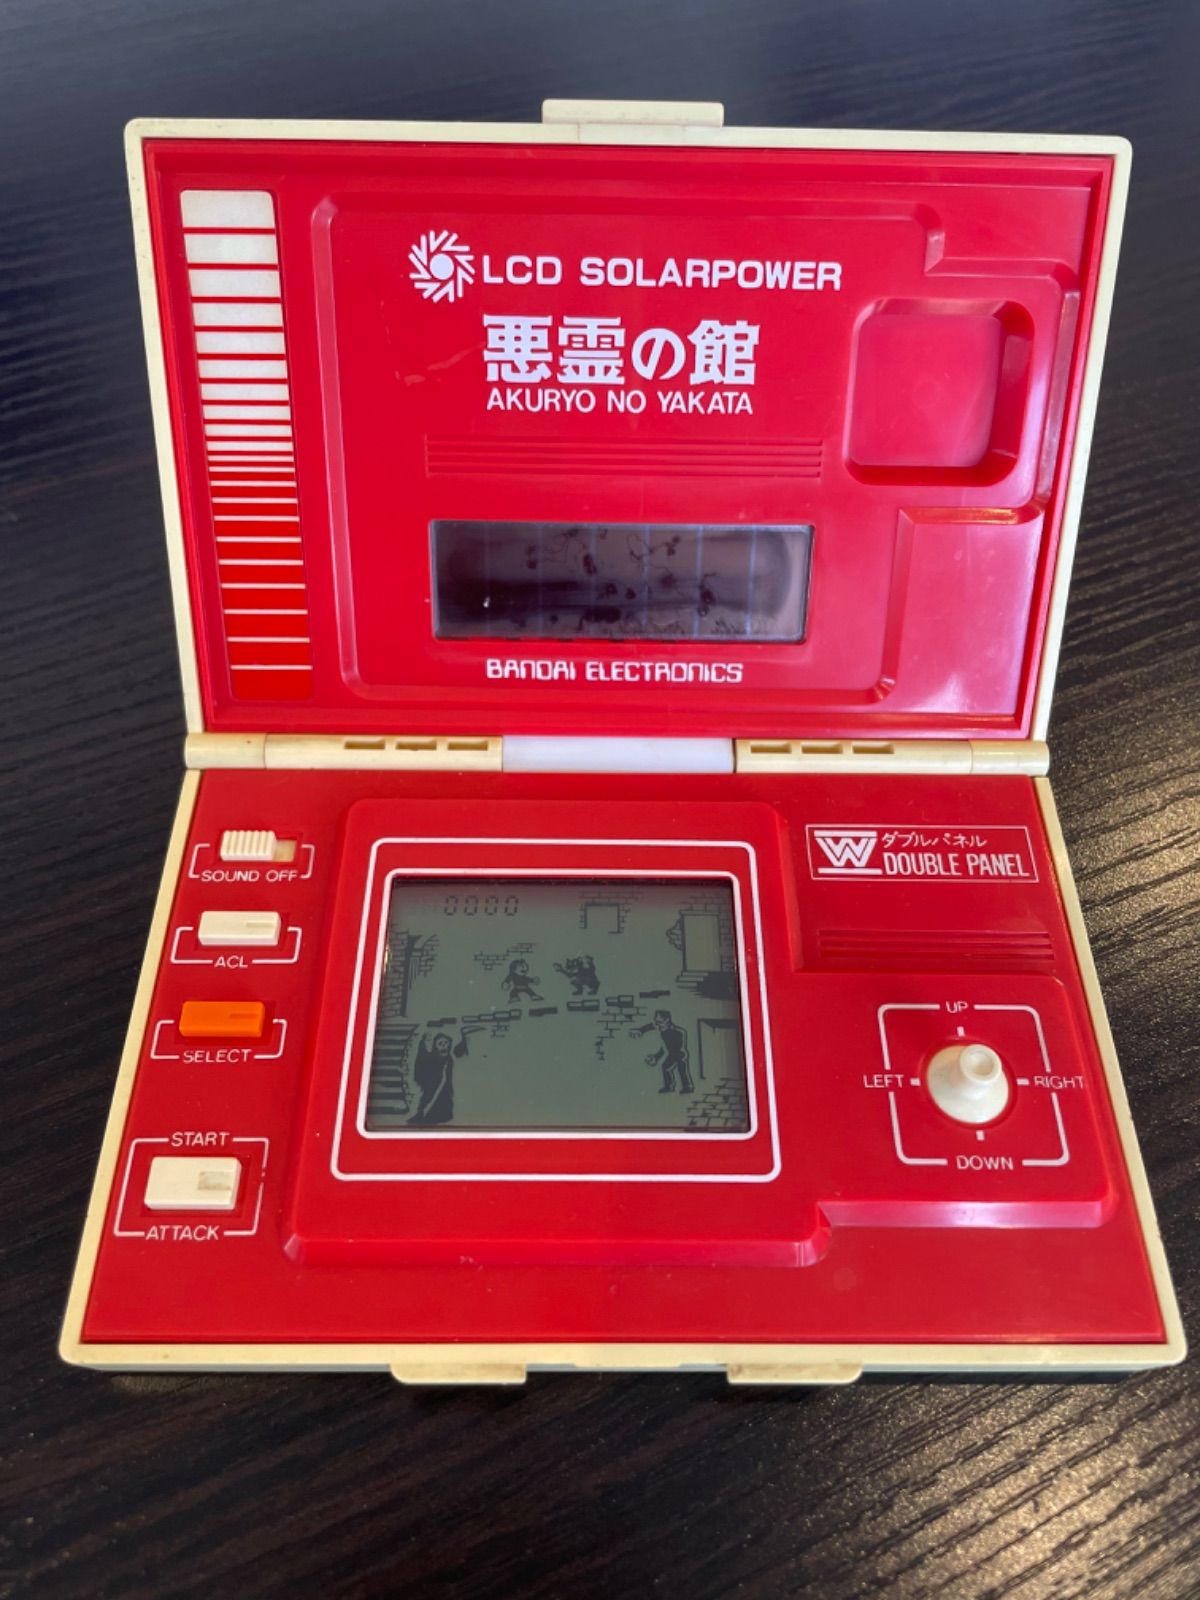 LCD SOLARPOWER
悪霊の館
AKURYO NO YAKATA
BANDAI ELECTRONICS
SOUND OFF
ACL
SELECT
START
ATTACK
0000
W ダブルパネル
DOUBLE PANEL
UP
LEFT RIGHT
DOWN